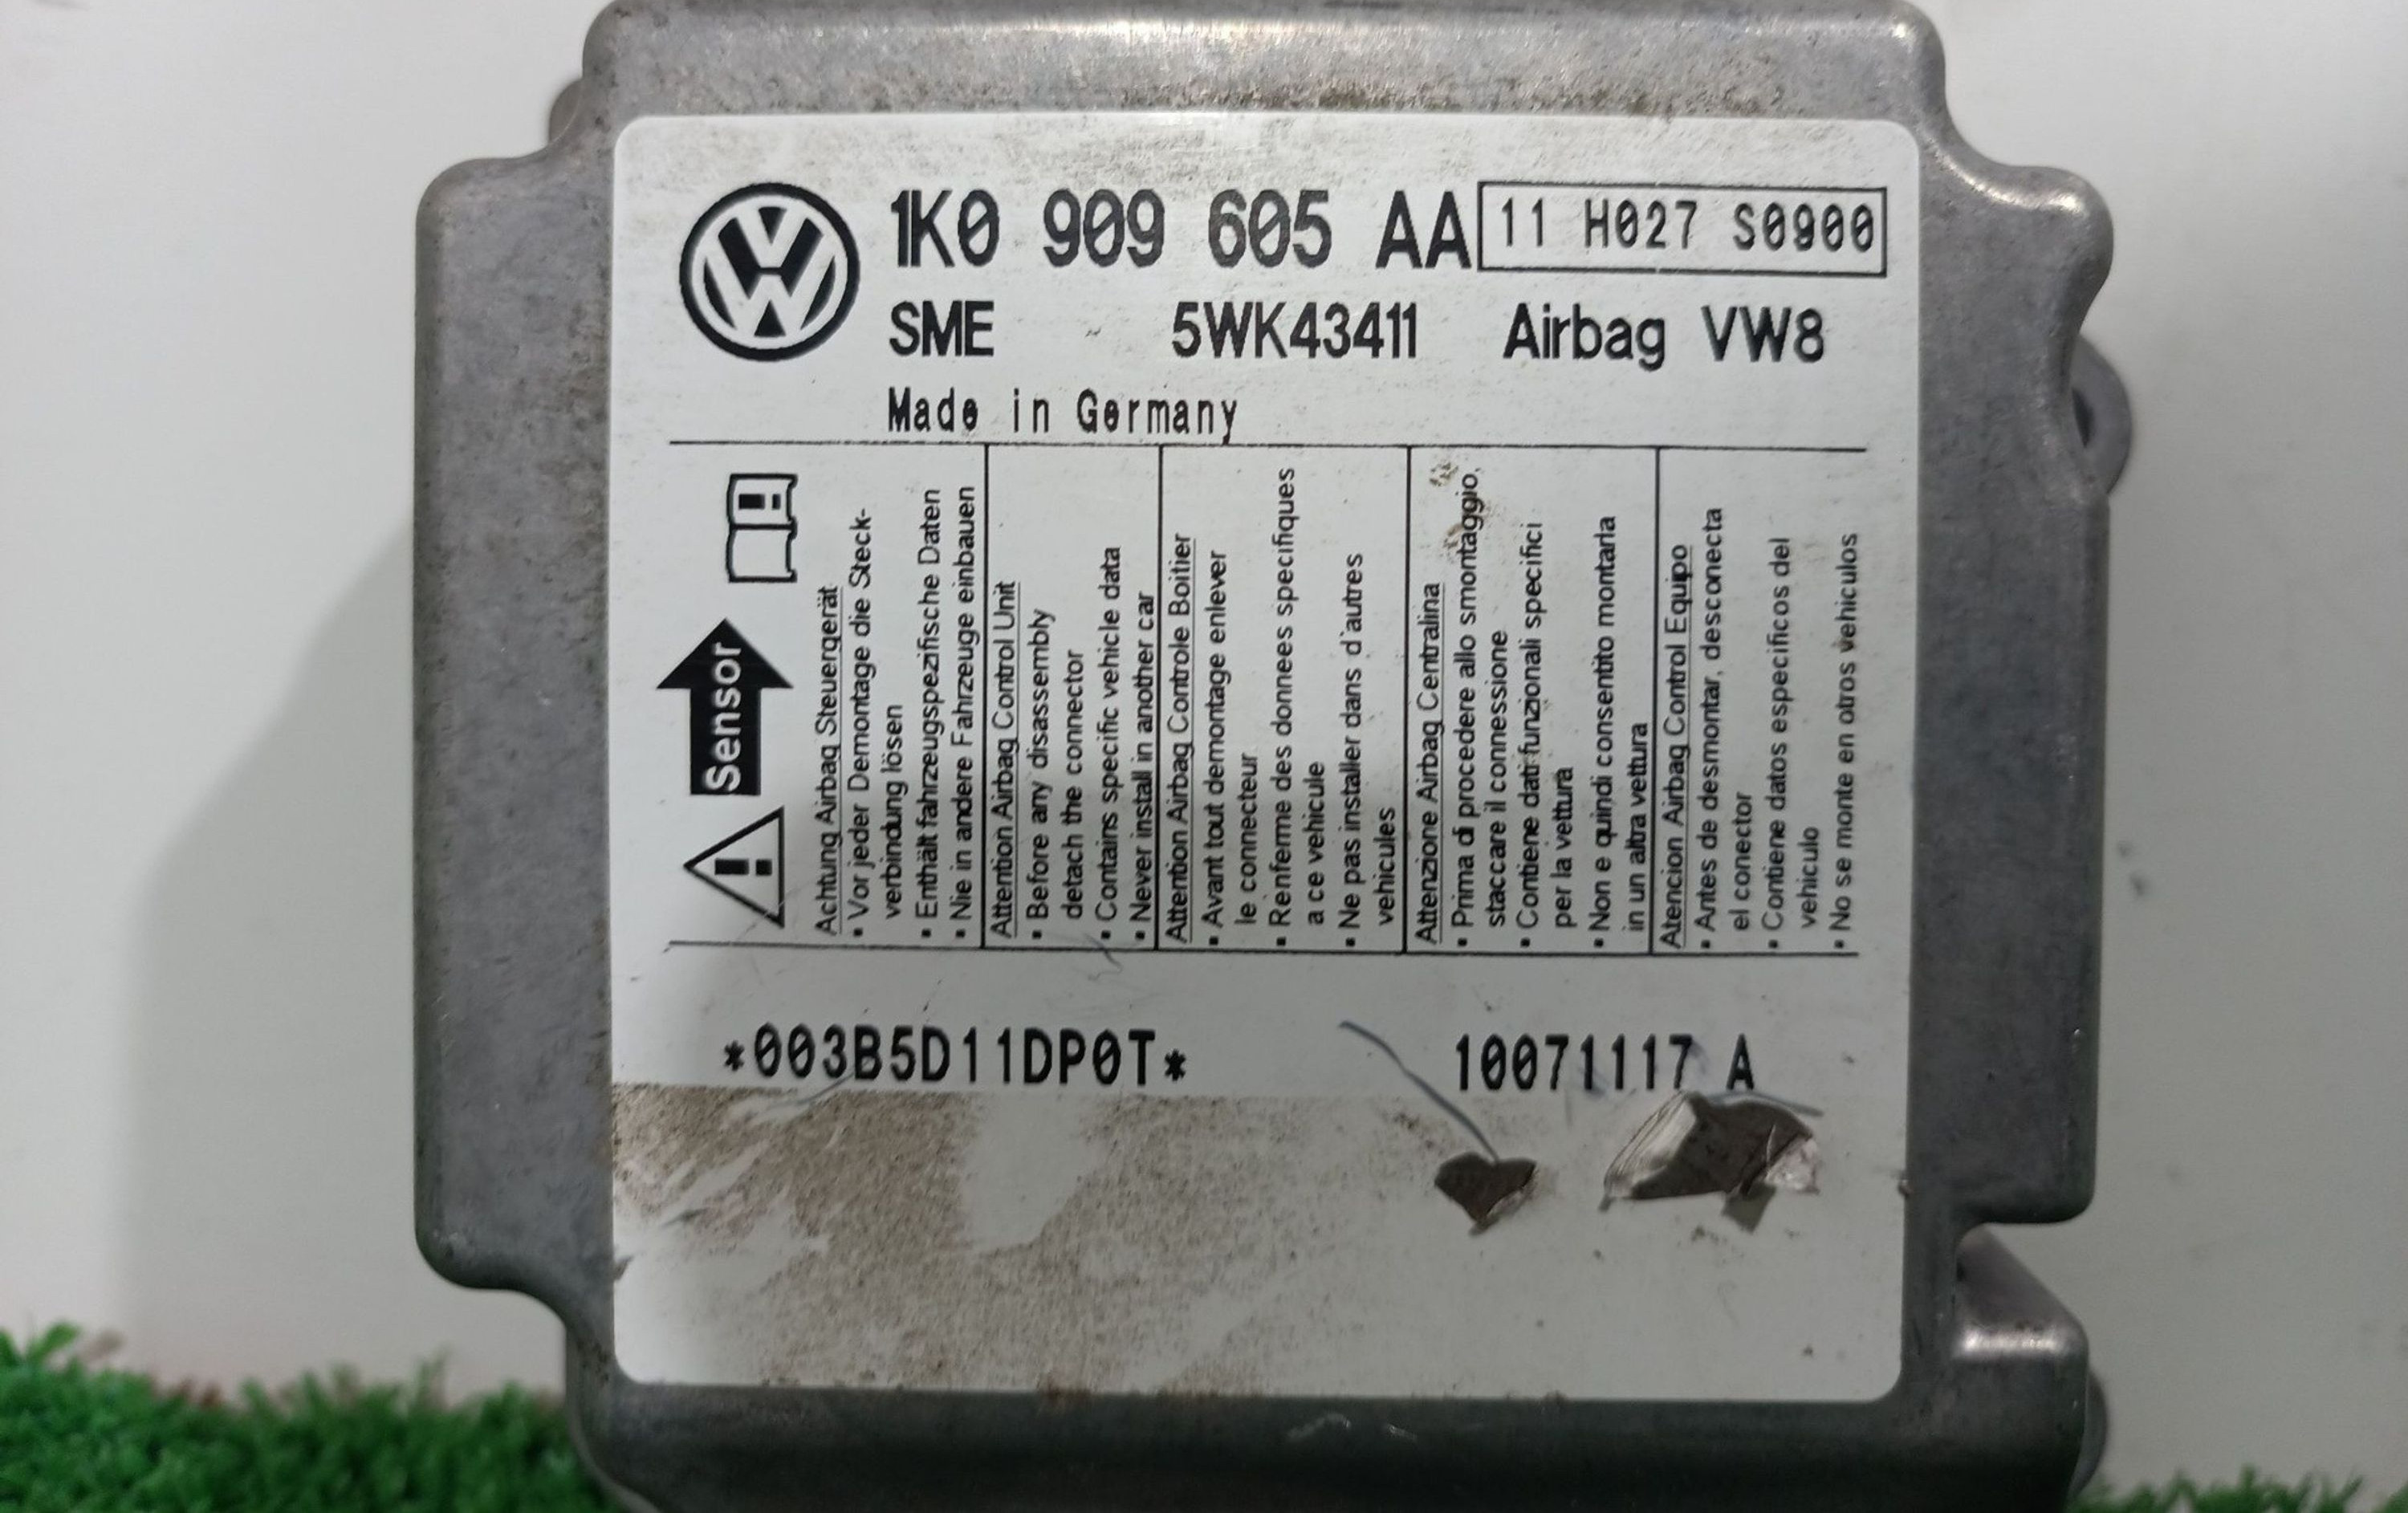 1K0 909 605 AA 11 H027 S0900
SME 5WK43411 Airbag VW8
Made in Germany
Sensor
Achtung Airbag Steuergerät
▪ Vor jeder Demontage die Steck-
verbindung lösen
▪ Enthält fahrzeugspezifische Daten
▪ Nie in andere Fahrzeuge einbauen
Attention Airbag Control Unit
▪ Before any disassembly
detach the connector
▪ Contains specific vehicle data
▪ Never install in another car
Attention Airbag Controle Boitier
▪ Avant tout demontage enlever
le connecteur
▪ Renferme des donnees specifiques
a ce vehicule
▪ Ne pas installer dans d'autres
vehicules
Attenzione Airbag Centralina
▪ Prima di procedere allo smontaggio,
staccare il connessione
▪ Contiene dati funzionali specifici
per la vettura
▪ Non e quindi consentito montarla
in un altra vettura
Atencion Airbag Control Equipo
▪ Antes de desmontar, desconecta
el conector
▪ Contiene datos especificos del
vehiculo
▪ No se monte en otros vehiculos
*003B5D11DP0T* 10071117 A